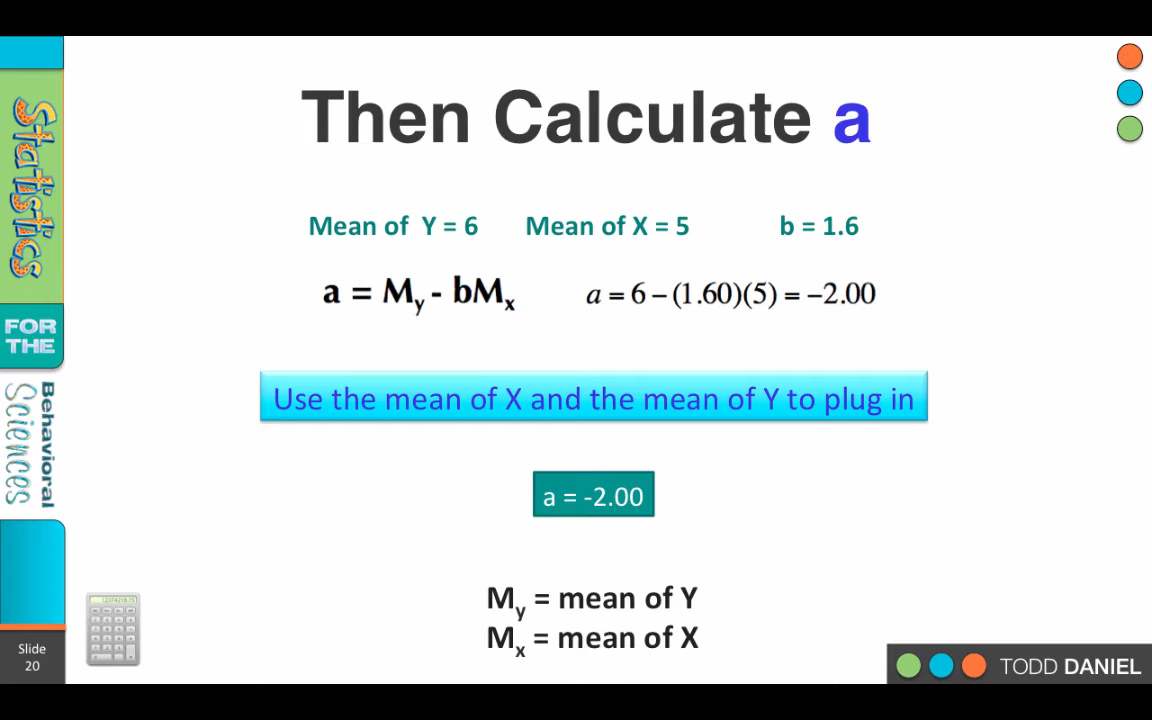 Then Calculate a
Mean of Y = 6 Mean of X = 5 b = 1.6
a = My - bMx a = 6 − (1.60)(5) = −2.00
Use the mean of X and the mean of Y to plug in
a = -2.00
My = mean of Y
Mx = mean of X
Statistics
FOR
THE
Behavioral
Sciences
Slide
20
TODD DANIEL